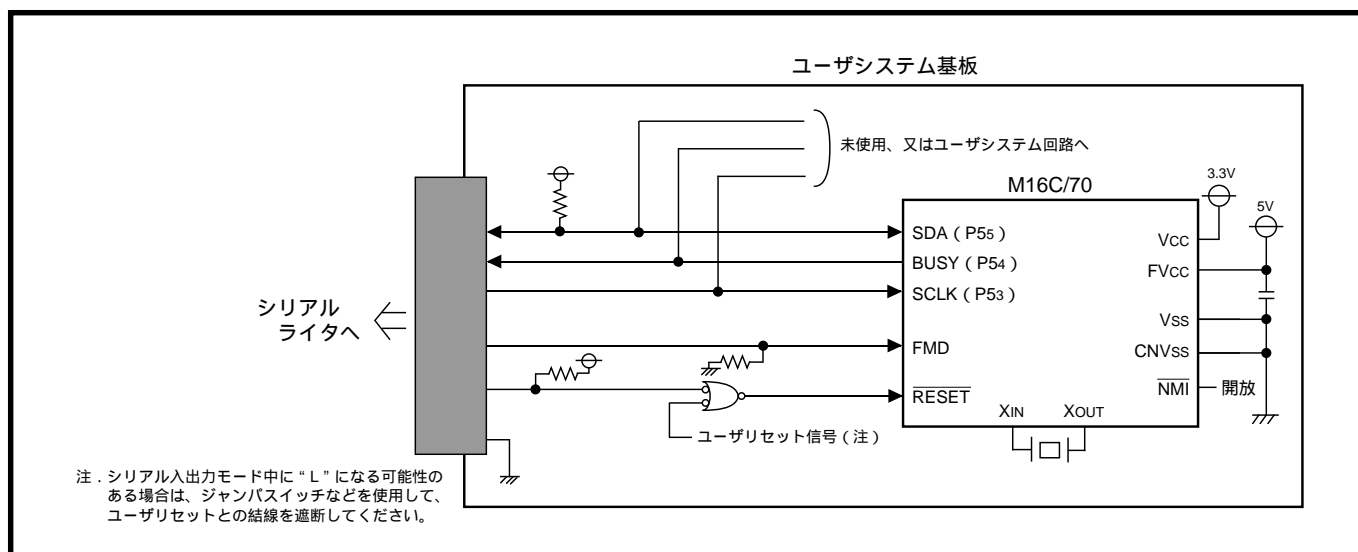 ユーザシステム基板
未使用、又はユーザシステム回路へ
M16C/70
3.3V
5V
SDA ( P55 )
BUSY ( P54 )
SCLK ( P53 )
FMD
RESET
XIN
XOUT
VCC
FVCC
VSS
CNVSS
NMI
開放
シリアル
ライタへ
ユーザリセット信号 ( 注 )
注 . シリアル入出力モード中に “ L ” になる可能性の
ある場合は、ジャンパスイッチなどを使用して、
ユーザリセットとの結線を遮断してください。